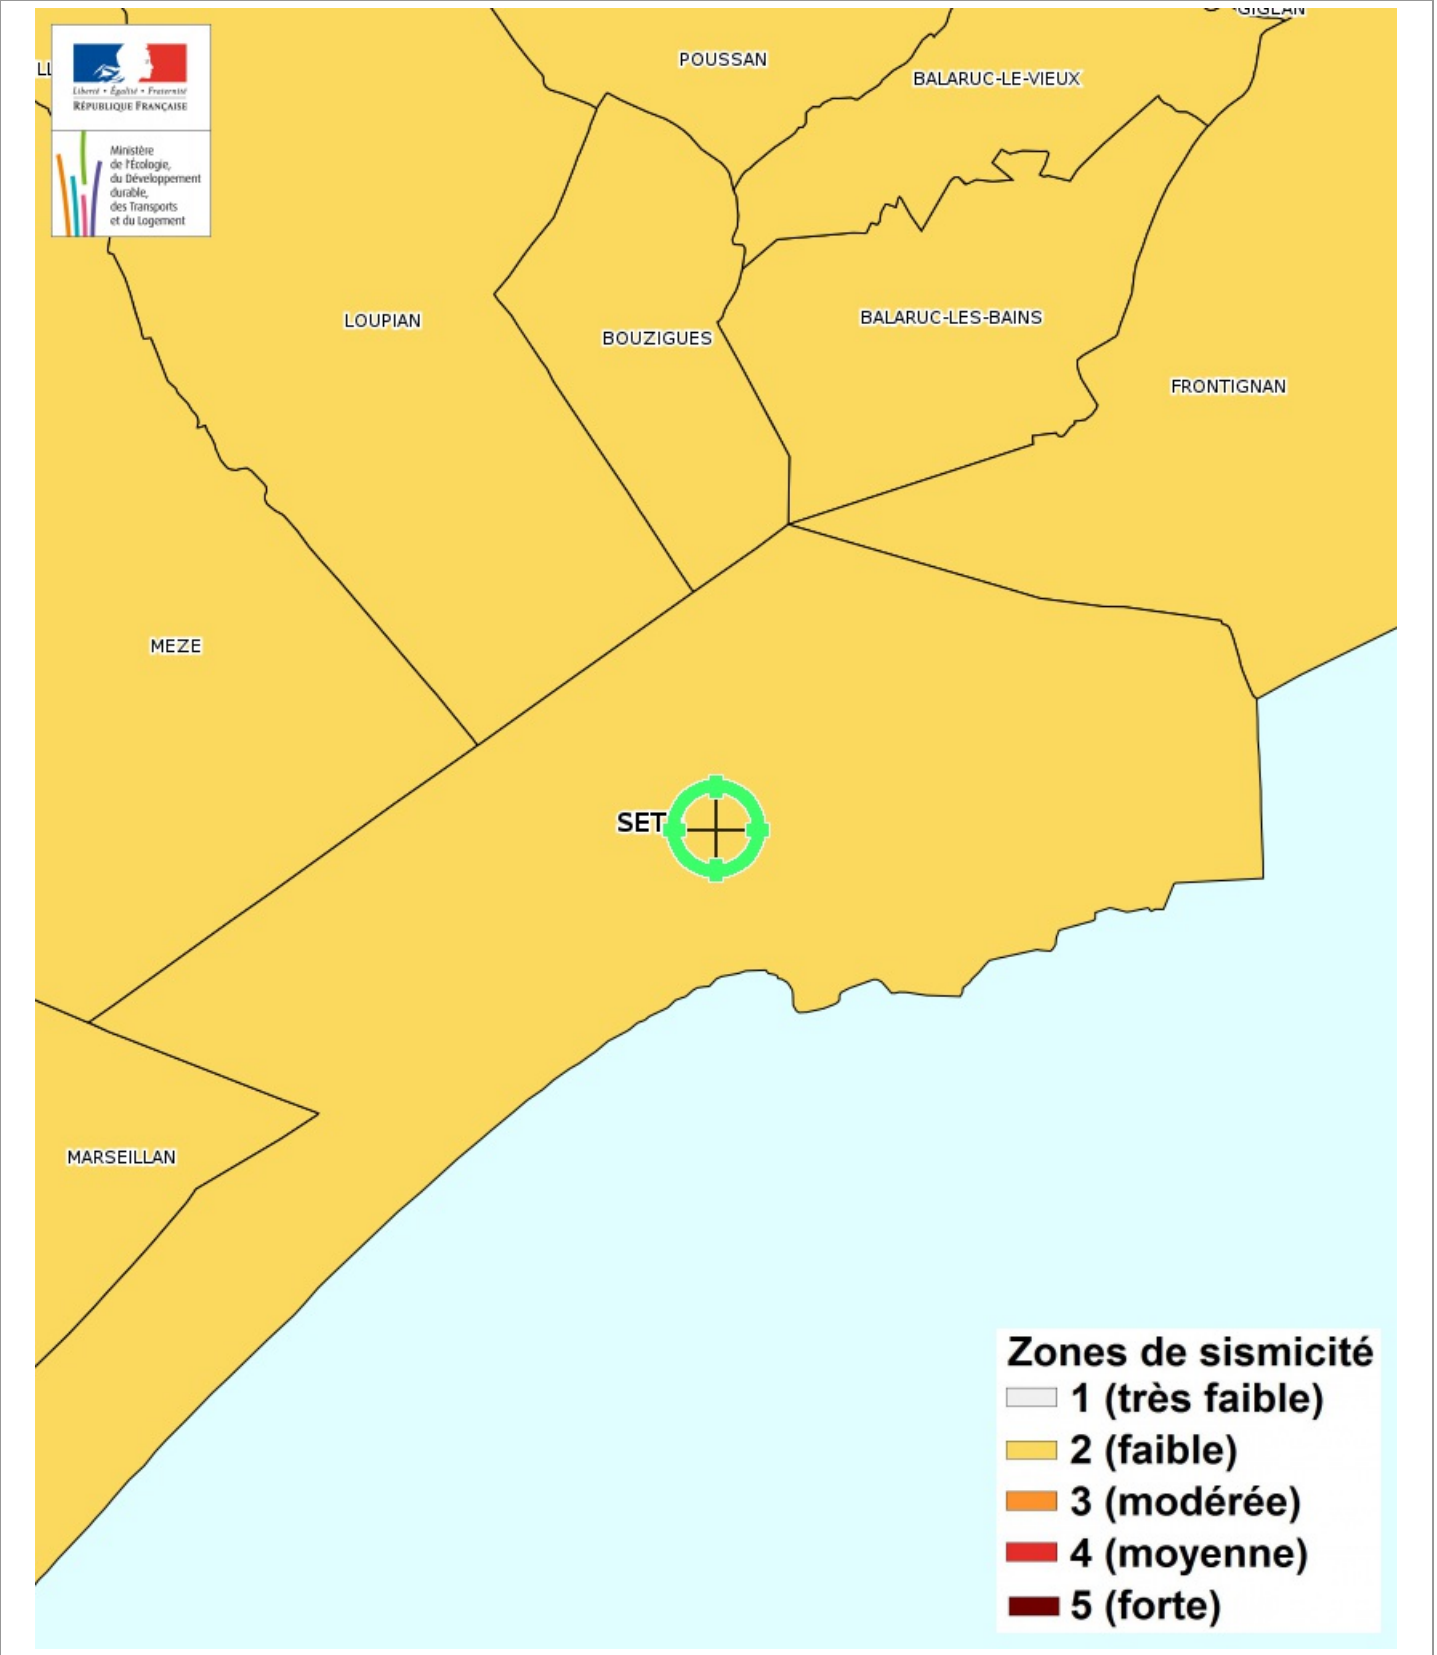 GIGEAN
POUSSAN
BALARUC-LE-VIEUX
LL
Liberté • Égalité • Fraternité
RÉPUBLIQUE FRANÇAISE
Ministère
de l'Écologie,
du Développement
durable,
des Transports
et du Logement
LOUPIAN
BOUZIGUES
BALARUC-LES-BAINS
FRONTIGNAN
MEZE
SET
MARSEILLAN
Zones de sismicité
1 (très faible)
2 (faible)
3 (modérée)
4 (moyenne)
5 (forte)